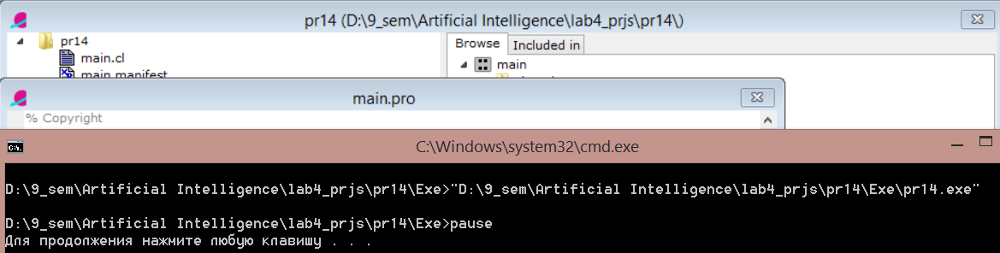 pr14 (D:\9_sem\Artificial Intelligence\lab4_prjs\pr14\)
pr14
main.cl
main.manifest
Browse
Included in
main
main.pro
% Copyright
C:\Windows\system32\cmd.exe
D:\9_sem\Artificial Intelligence\lab4_prjs\pr14\Exe>"D:\9_sem\Artificial Intelligence\lab4_prjs\pr14\Exe\pr14.exe"
D:\9_sem\Artificial Intelligence\lab4_prjs\pr14\Exe>pause
Для продолжения нажмите любую клавишу . . .